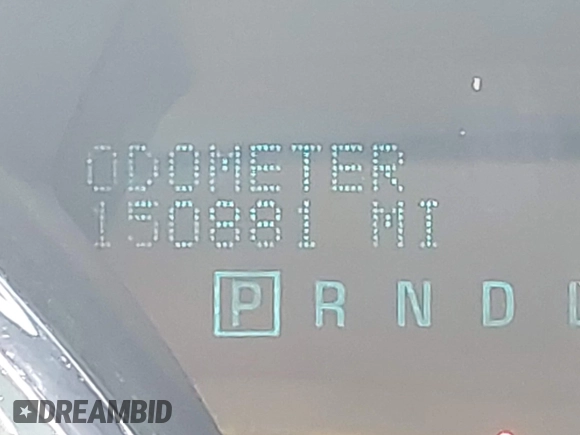 ODOMETER
150881 MI
P R N D L
DREAMBID